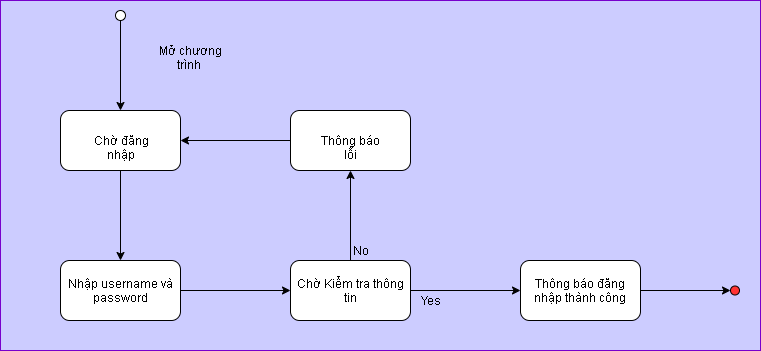 Mở chương
trình
Chờ đăng
nhập
Thông báo
lỗi
No
Nhập username và
password
Chờ Kiểm tra thông
tin
Yes
Thông báo đăng
nhập thành công